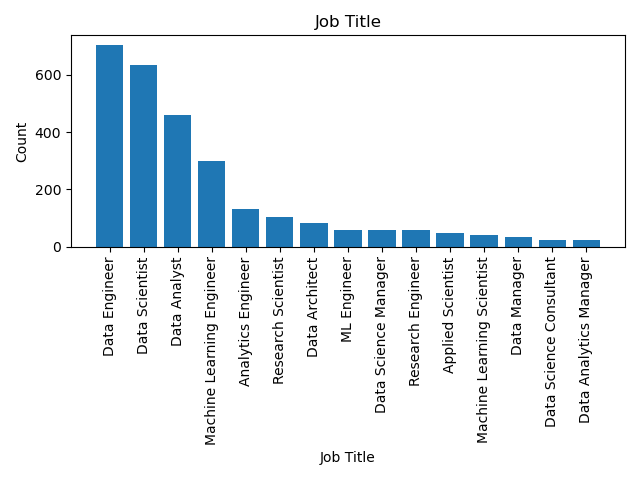 Job Title
Count
600
400
200
0
Data Engineer
Data Scientist
Data Analyst
Machine Learning Engineer
Analytics Engineer
Research Scientist
Data Architect
ML Engineer
Data Science Manager
Research Engineer
Applied Scientist
Machine Learning Scientist
Data Manager
Data Science Consultant
Data Analytics Manager
Job Title